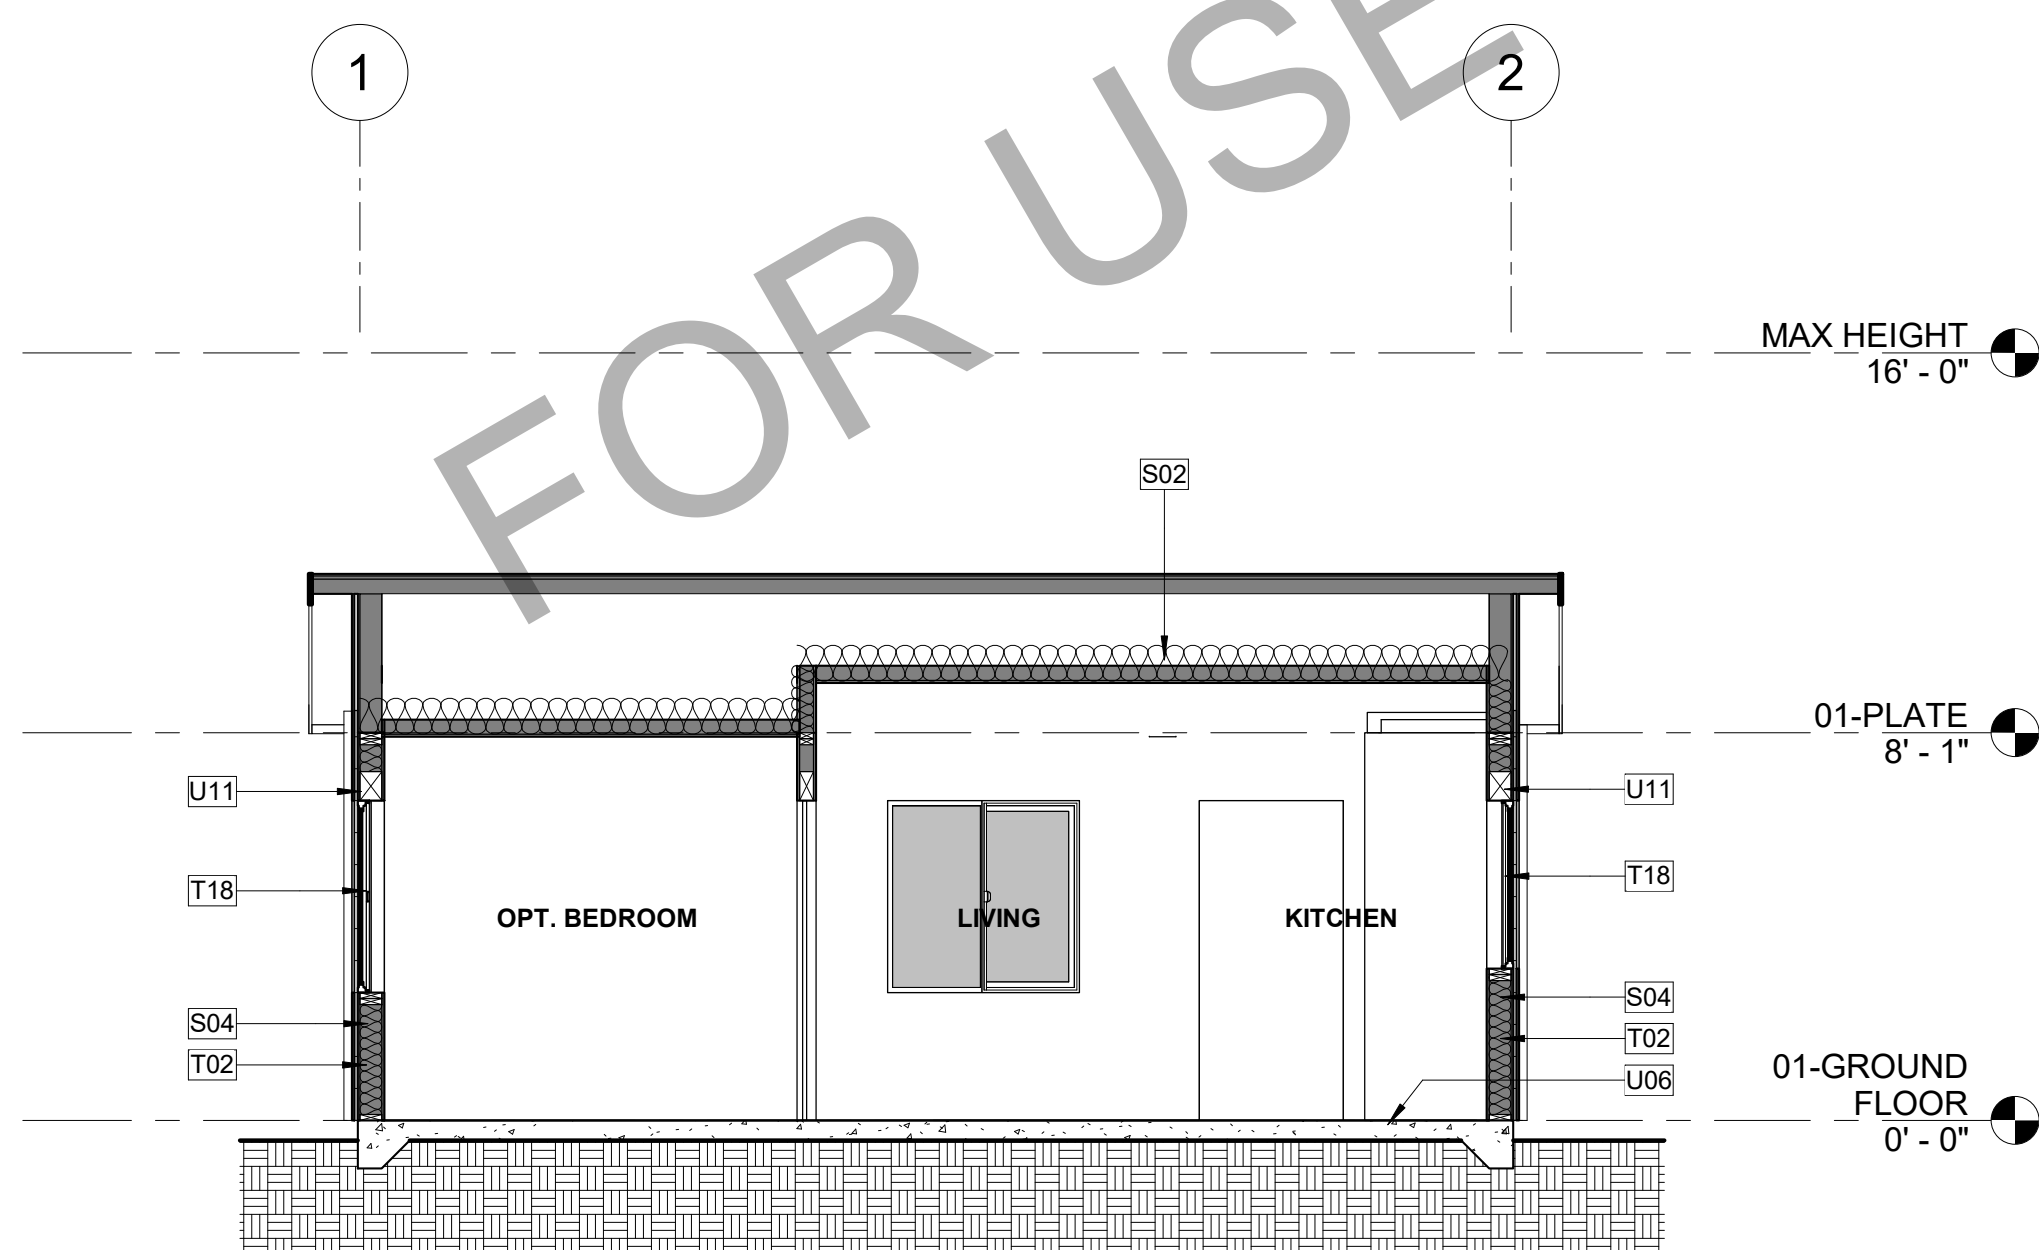 1
2
FOR USE
MAX HEIGHT
16' - 0"
S02
01-PLATE
8' - 1"
U11
U11
T18
T18
OPT. BEDROOM
LIVING
KITCHEN
S04
S04
T02
T02
U06
01-GROUND
FLOOR
0' - 0"